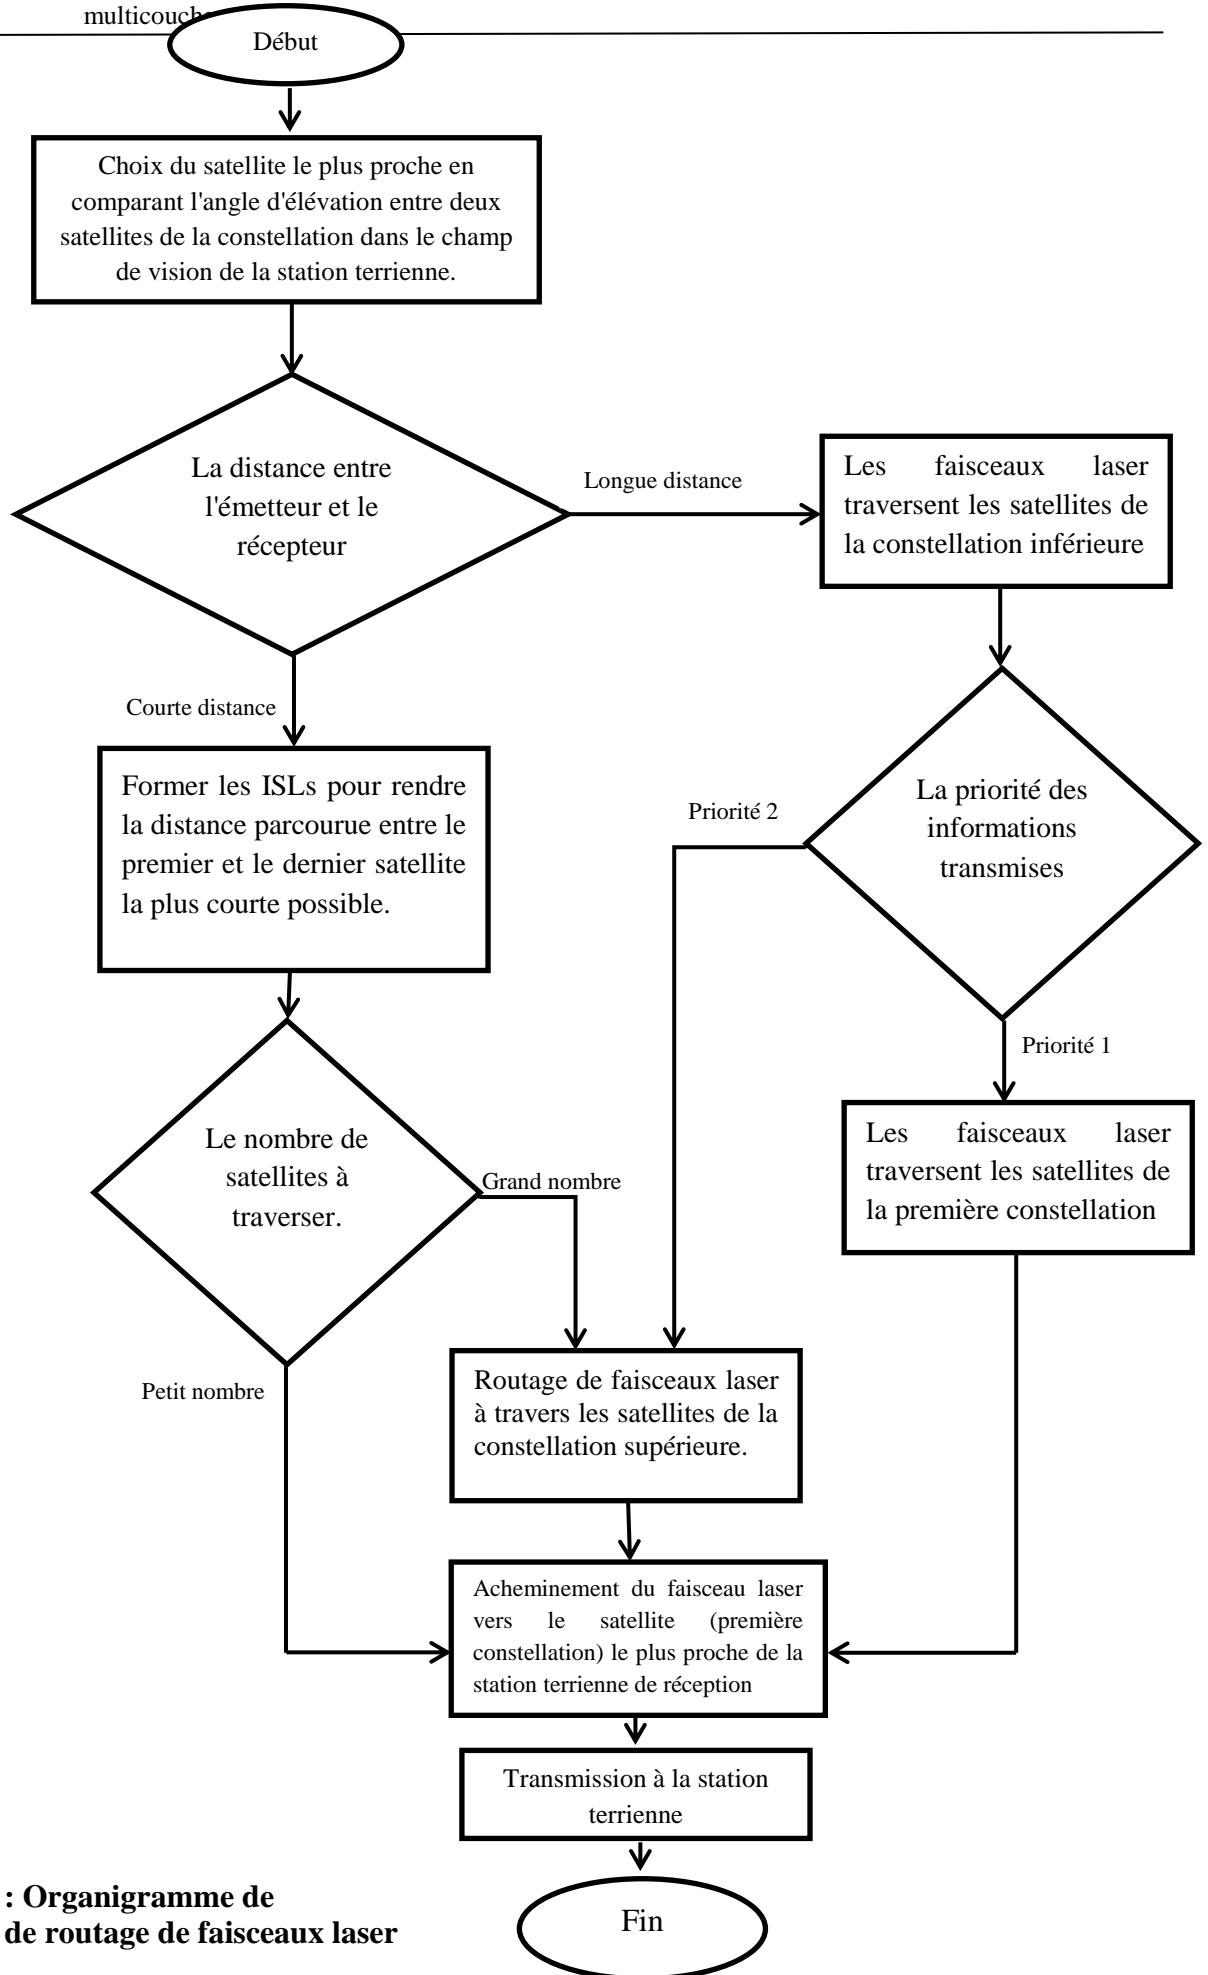 Début
Choix du satellite le plus proche en
comparant l'angle d'élévation entre deux
satellites de la constellation dans le champ
de vision de la station terrienne.
La distance entre
l'émetteur et le
récepteur
Longue distance
Les faisceaux laser
traversent les satellites de
la constellation inférieure
Courte distance
Former les ISLs pour rendre
la distance parcourue entre le
premier et le dernier satellite
la plus courte possible.
Priorité 2
La priorité des
informations
transmises
Priorité 1
Les faisceaux laser
traversent les satellites de
la première constellation
Le nombre de
satellites à
traverser.
Grand nombre
Petit nombre
Routage de faisceaux laser
à travers les satellites de la
constellation supérieure.
Acheminement du faisceau laser
vers le satellite (première
constellation) le plus proche de la
station terrienne de réception
Transmission à la station
terrienne
Fin
: Organigramme de
de routage de faisceaux laser